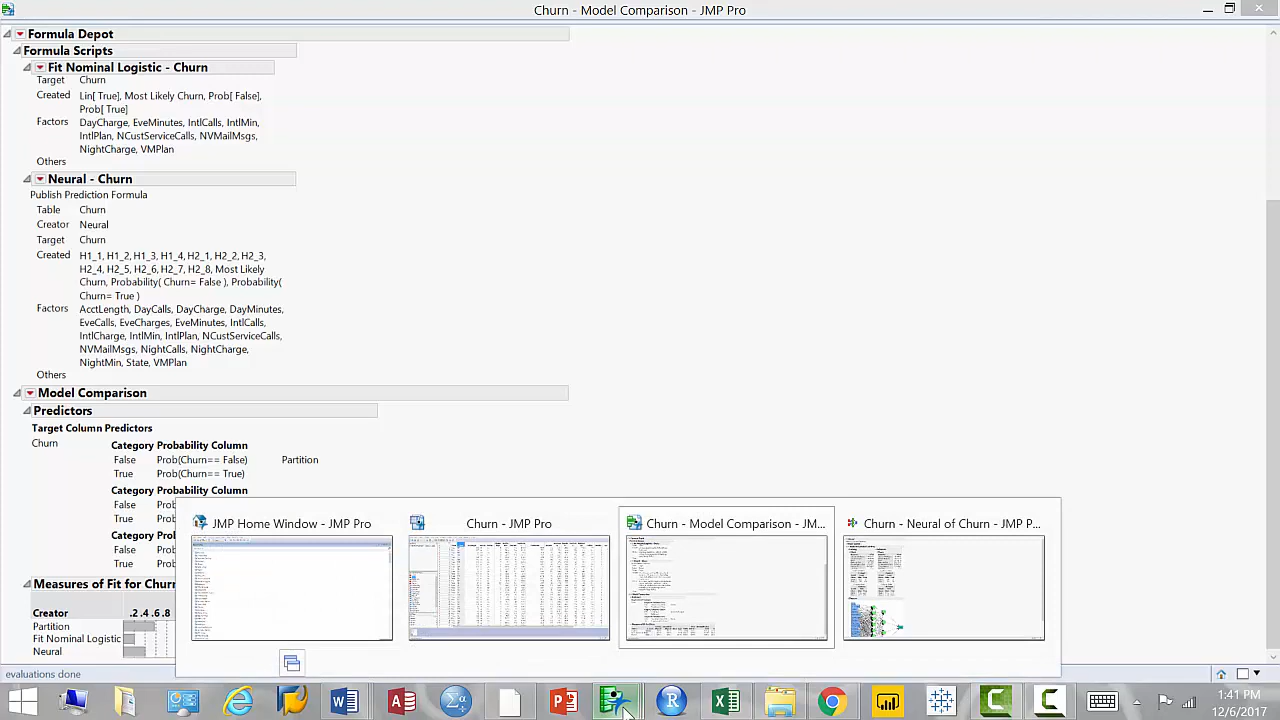 Churn - Model Comparison - JMP Pro
Formula Depot
Formula Scripts
Fit Nominal Logistic - Churn
Target Churn
Created Lin[ True], Most Likely Churn, Prob[ False],
Prob[ True]
Factors DayCharge, EveMinutes, IntlCalls, IntlMin,
IntlPlan, NCustServiceCalls, NVMailMsgs,
NightCharge, VMPlan
Others
Neural - Churn
Publish Prediction Formula
Table Churn
Creator Neural
Target Churn
Created H1_1, H1_2, H1_3, H1_4, H2_1, H2_2, H2_3,
H2_4, H2_5, H2_6, H2_7, H2_8, Most Likely
Churn, Probability( Churn= False ), Probability(
Churn= True )
Factors AcctLength, DayCalls, DayCharge, DayMinutes,
EveCalls, EveCharges, EveMinutes, IntlCalls,
IntlCharge, IntlMin, IntlPlan, NCustServiceCalls,
NVMailMsgs, NightCalls, NightCharge,
NightMin, State, VMPlan
Others
Model Comparison
Predictors
Target Column Predictors
Churn
Category Probability Column
False Prob(Churn== False) Partition
True Prob(Churn== True)
Category Probability Column
False Prob
True Prob
Category Probability Column
False Prob
True Prob
Measures of Fit for Churn
Creator .2 .4 .6 .8
Partition
Fit Nominal Logistic
Neural
JMP Home Window - JMP Pro
Churn - JMP Pro
Churn - Model Comparison - JM...
Churn - Neural of Churn - JMP P...
evaluations done
1:41 PM
12/6/2017